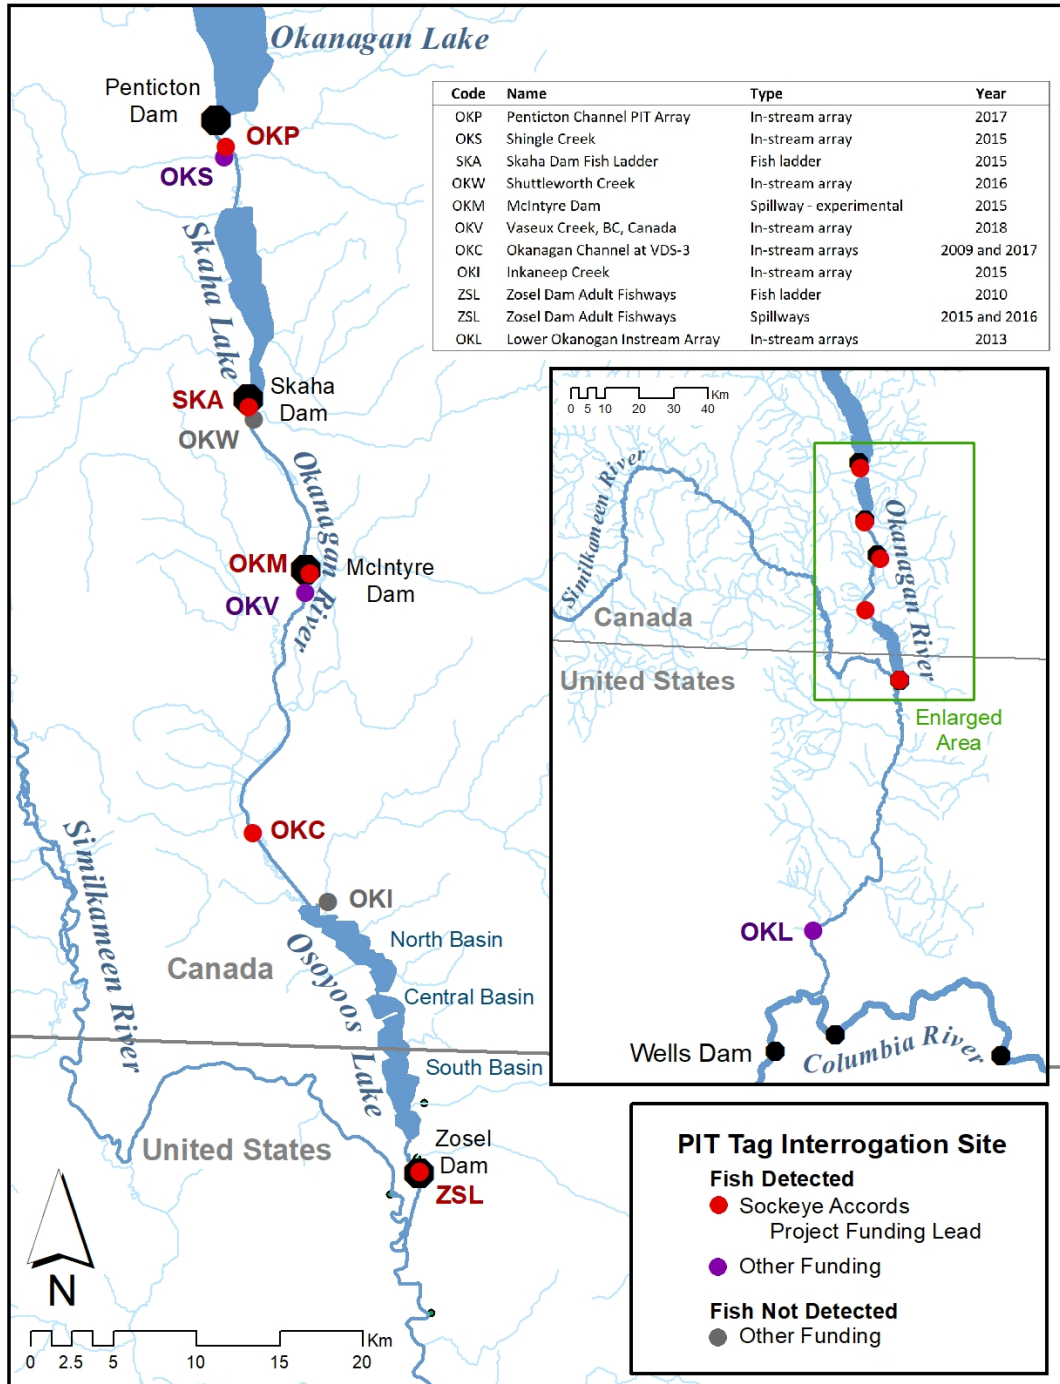 Okanagan Lake
Penticton
Dam
OKP
OKS
Code Name Type Year
OKP Penticton Channel PIT Array In-stream array 2017
OKS Shingle Creek In-stream array 2015
SKA Skaha Dam Fish Ladder Fish ladder 2015
OKW Shuttleworth Creek In-stream array 2016
OKM McIntyre Dam Spillway - experimental 2015
OKV Vaseux Creek, BC, Canada In-stream array 2018
OKC Okanagan Channel at VDS-3 In-stream arrays 2009 and 2017
OKI Inkaneep Creek In-stream array 2015
ZSL Zosel Dam Adult Fishways Fish ladder 2010
ZSL Zosel Dam Adult Fishways Spillways 2015 and 2016
OKL Lower Okanogan Instream Array In-stream arrays 2013
Skaha Lake
SKA
Skaha
Dam
OKW
Okanagan River
OKM
McIntyre
Dam
OKV
OKC
OKI
Similkameen River
North Basin
Canada
Osoyoos Lake
Central Basin
South Basin
United States
Zosel
Dam
ZSL
N
Km
0 2.5 5 10 15 20
Km
0 5 10 20 30 40
Similkameen River
Okanagan River
Canada
United States
Enlarged
Area
OKL
Wells Dam
Columbia River
PIT Tag Interrogation Site
Fish Detected
Sockeye Accords
Project Funding Lead
Other Funding
Fish Not Detected
Other Funding